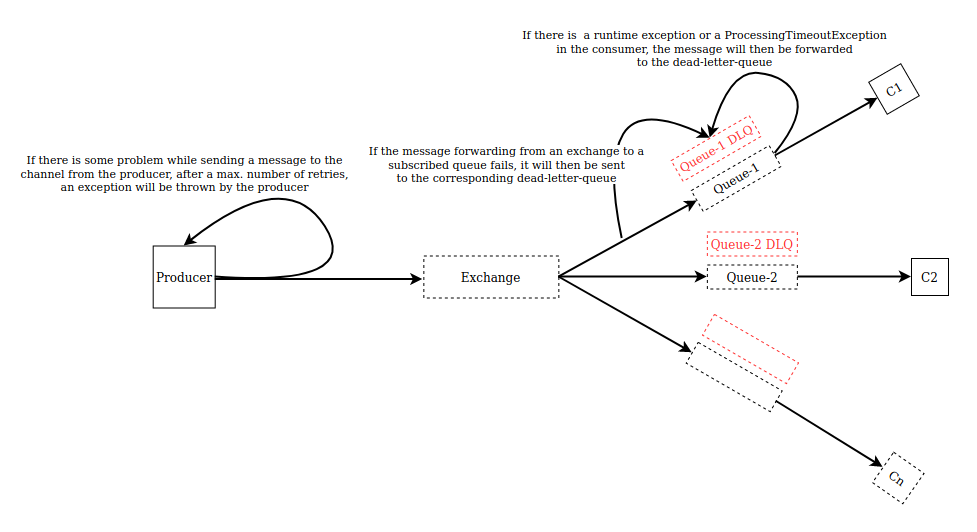 If there is  a runtime exception or a ProcessingTimeoutException
in the consumer, the message will then be forwarded
to the dead-letter-queue
C1
Queue-1 DLQ
If the message forwarding from an exchange to a
subscribed queue fails, it will then be sent
to the corresponding dead-letter-queue
If there is some problem while sending a message to the
channel from the producer, after a max. number of retries,
an exception will be thrown by the producer
Queue-1
Queue-2 DLQ
Producer
Exchange
Queue-2
C2
Cn